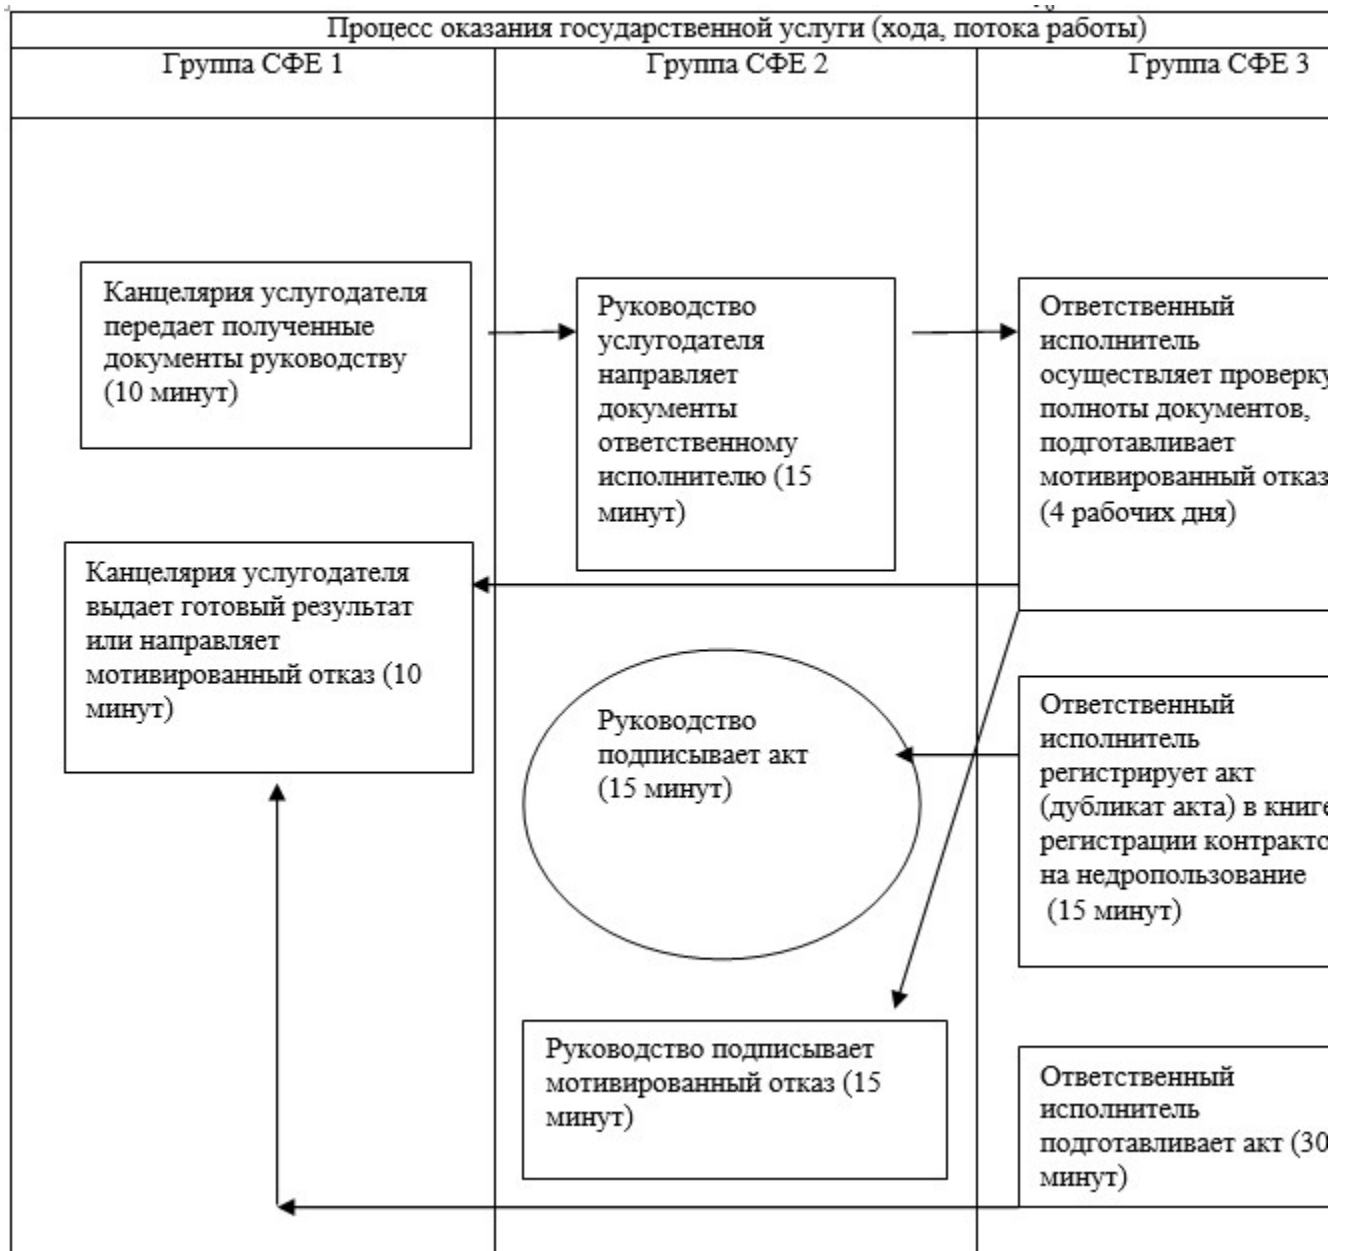 Процесс оказания государственной услуги (хода, потока работы)
Группа СФЕ 1
Группа СФЕ 2
Группа СФЕ 3
Канцелярия услугодателя
передает полученные
документы руководству
(10 минут)
Руководство
услугодателя
направляет
документы
ответственному
исполнителю (15
минут)
Ответственный
исполнитель
осуществляет проверку
полноты документов,
подготавливает
мотивированный отказ
(4 рабочих дня)
Канцелярия услугодателя
выдает готовый результат
или направляет
мотивированный отказ (10
минут)
Руководство
подписывает акт
(15 минут)
Ответственный
исполнитель
регистрирует акт
(дубликат акта) в книге
регистрации контракто
на недропользование
(15 минут)
Руководство подписывает
мотивированный отказ (15
минут)
Ответственный
исполнитель
подготавливает акт (30
минут)